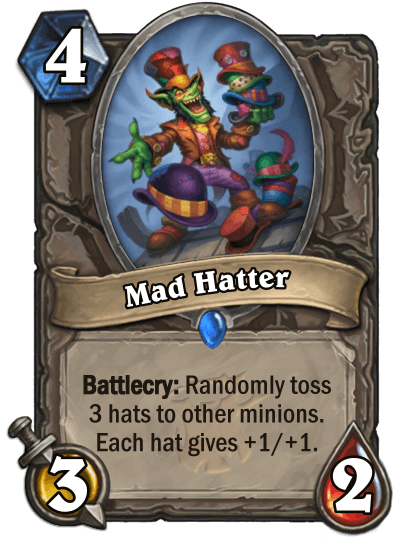 4
Mad Hatter
Battlecry: Randomly toss
3 hats to other minions.
Each hat gives +1/+1.
3
2